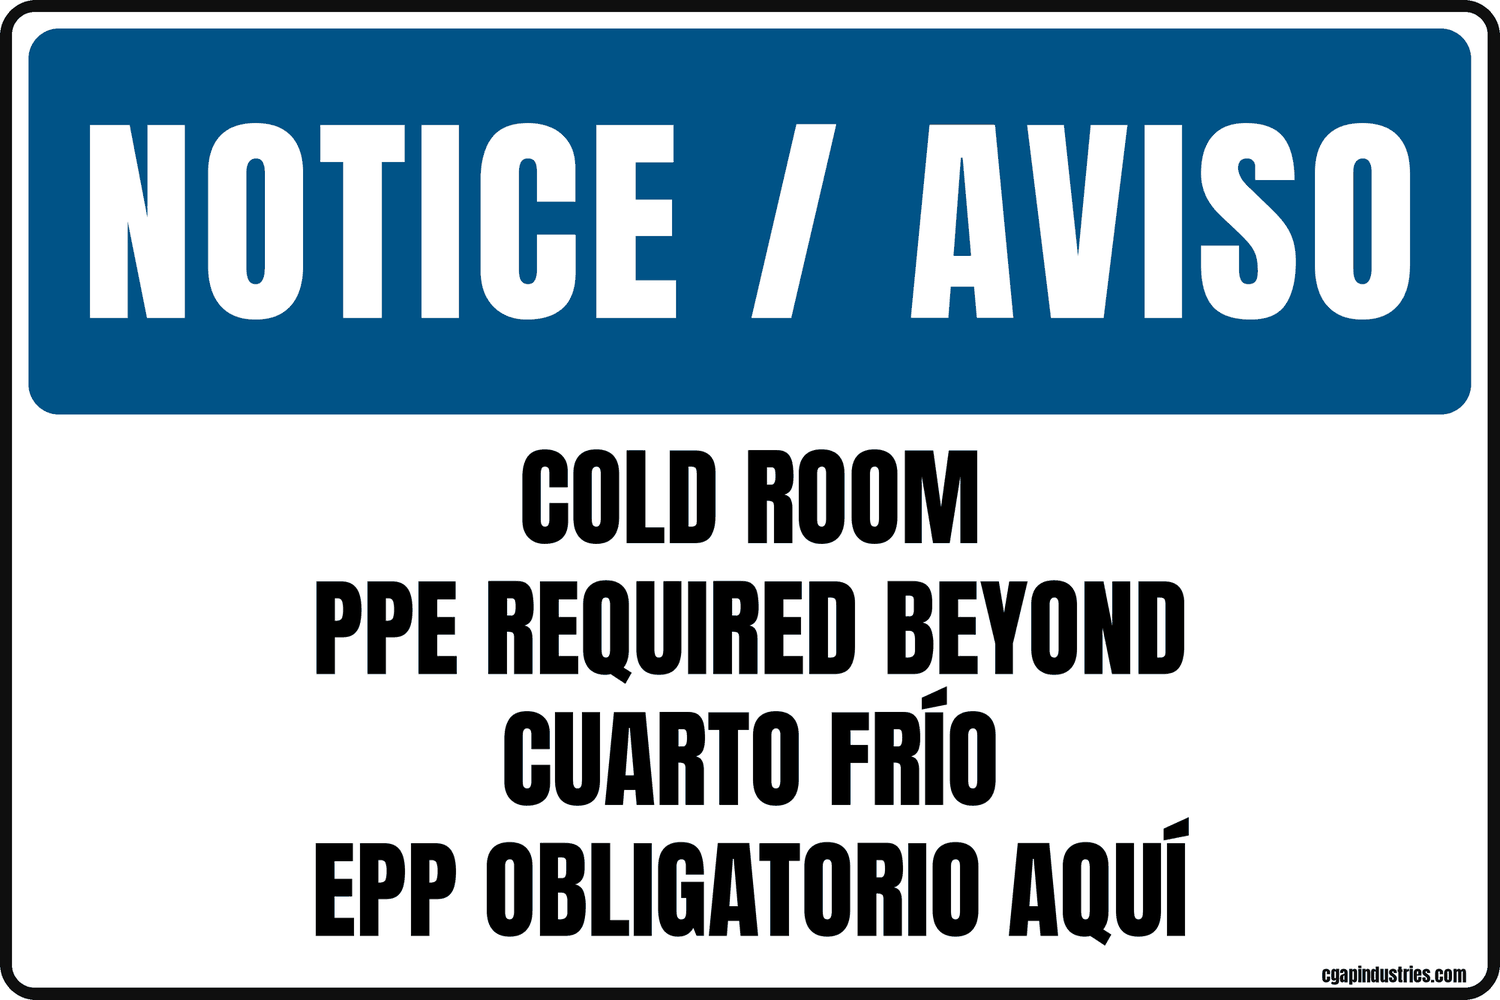 NOTICE / AVISO
COLD ROOM
PPE REQUIRED BEYOND
CUARTO FRÍO
EPP OBLIGATORIO AQUÍ
cgapindustries.com